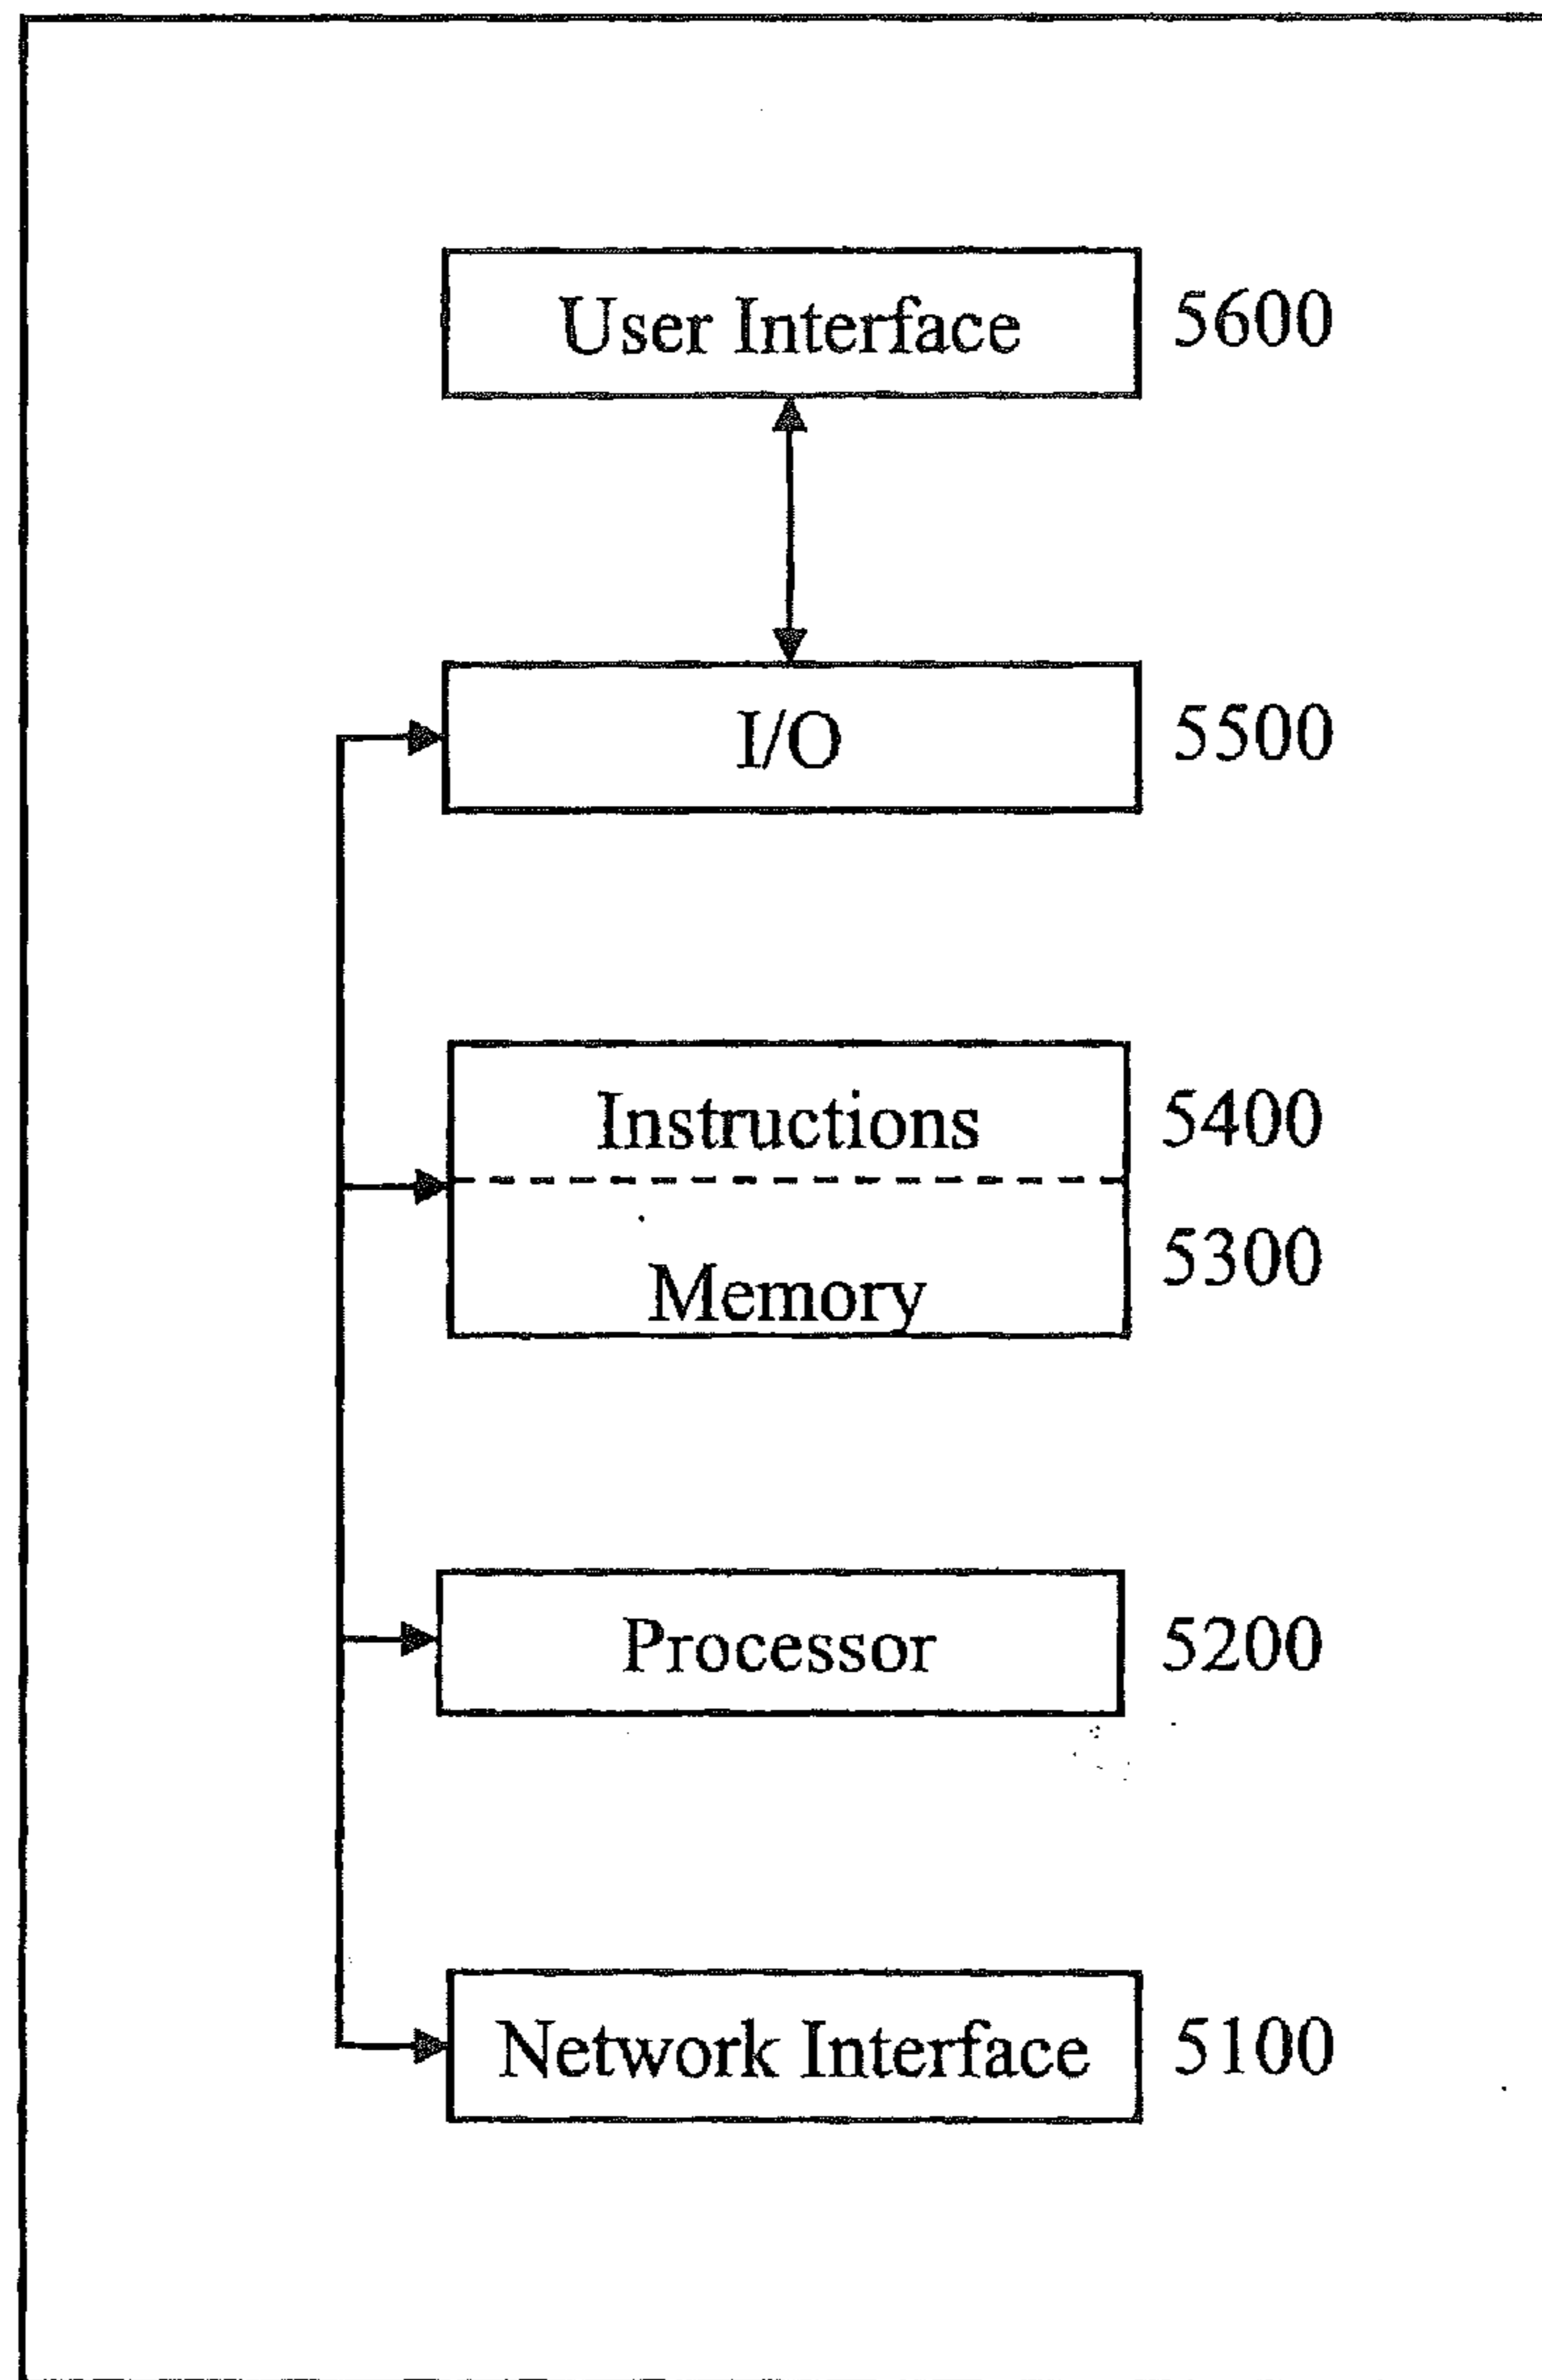 User Interface 5600
I/O 5500
Instructions 5400
Memory 5300
Processor 5200
Network Interface 5100